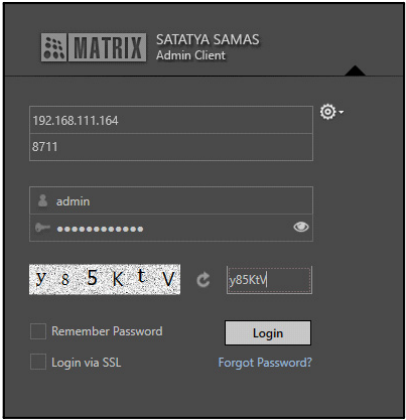 MATRIX SATATYA SAMAS
Admin Client
192.168.111.164
8711
admin
••••••••••••
y 8 5 K t V y85KtV
Remember Password Login
Login via SSL Forgot Password?